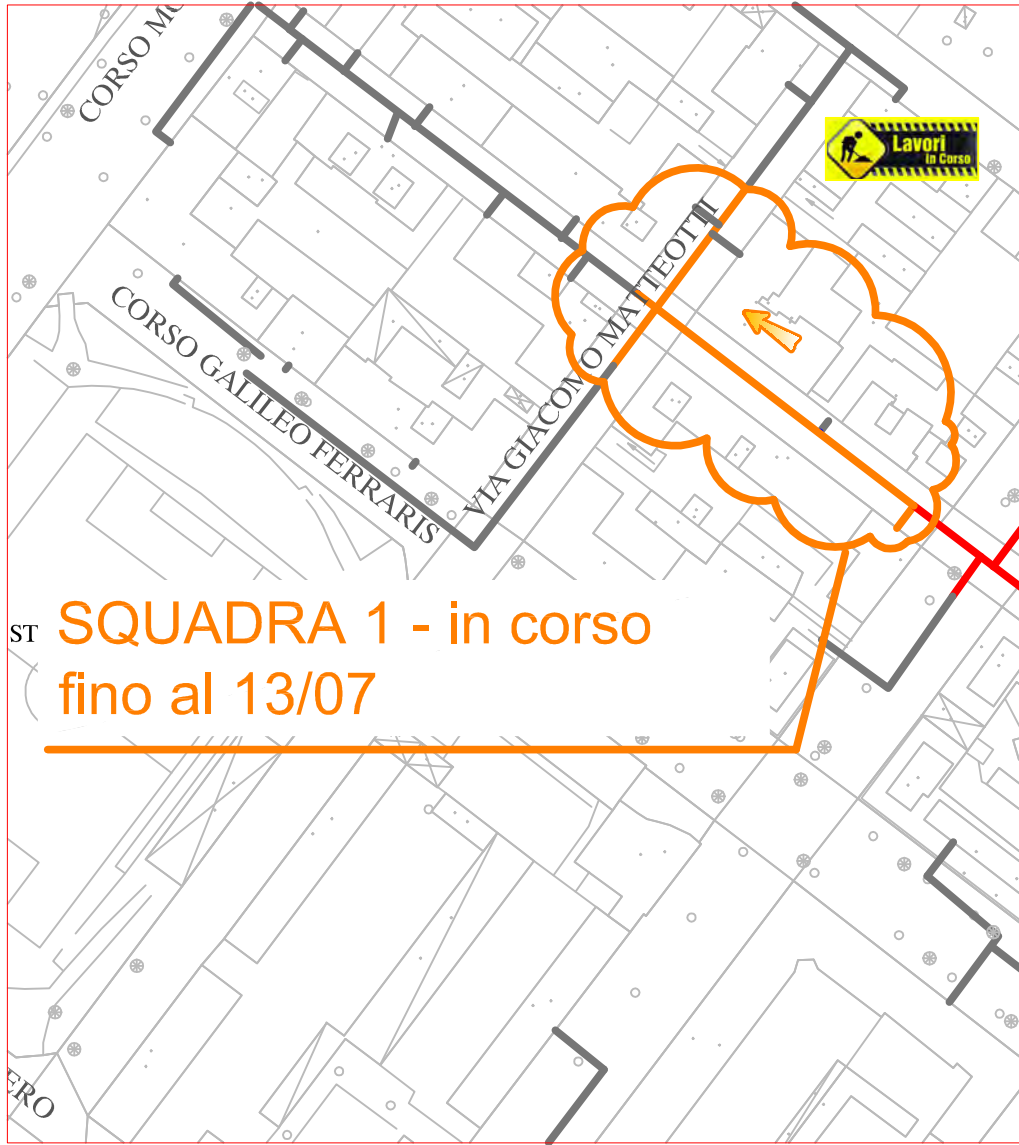 CORSO MO
Lavori
in Corso
VIA GIACOMO MATTEOTTI
CORSO GALILEO FERRARIS
ST
SQUADRA 1 - in corso
fino al 13/07
ERO